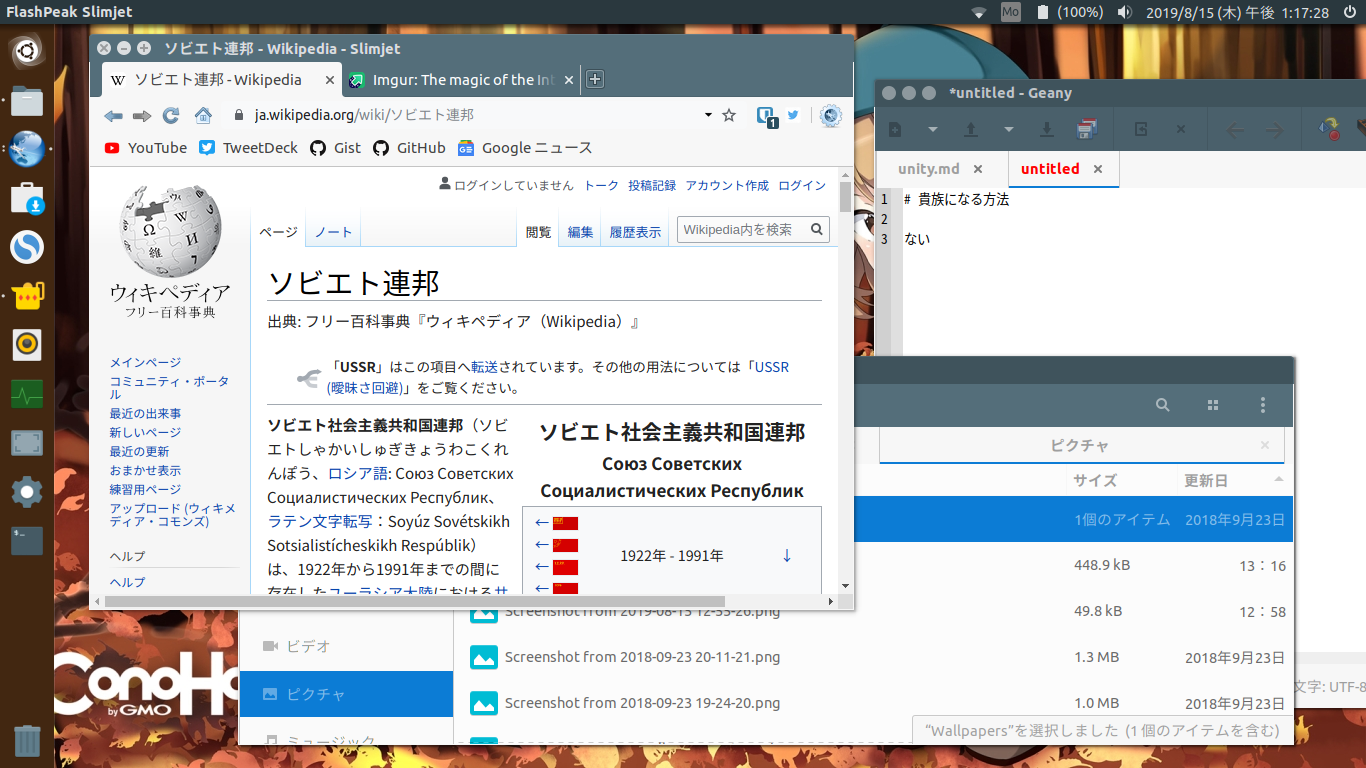 FlashPeak Slimjet
Mo
(100%)
2019/8/15 (木) 午後 1:17:28
ソビエト連邦 - Wikipedia - Slimjet
ソビエト連邦 - Wikipedia
Imgur: The magic of the Int
ja.wikipedia.org/wiki/ソビエト連邦
1
YouTube
TweetDeck
Gist
GitHub
Google ニュース
ウィキペディア
フリー百科事典
メインページ
コミュニティ・ポータ
ル
最近の出来事
新しいページ
最近の更新
おまかせ表示
練習用ページ
アップロード (ウィキメ
ディア・コモンズ)
ヘルプ
ヘルプ
ログインしていません トーク 投稿記録 アカウント作成 ログイン
ページ ノート 閲覧 編集 履歴表示 Wikipedia内を検索
ソビエト連邦
出典: フリー百科事典『ウィキペディア（Wikipedia）』
「USSR」はこの項目へ転送されています。その他の用法については「USSR
(曖昧さ回避)」をご覧ください。
ソビエト社会主義共和国連邦（ソビ
エトしゃかいしゅぎきょうわこくれ
んぽう、ロシア語: Союз Советских
Социалистических Республик、
ラテン文字転写：Soyúz Sovétskikh
Sotsialistícheskikh Respúblik）
は、1922年から1991年までの間に
存在したユーラシア大陸における共
ソビエト社会主義共和国連邦
Союз Советских
Социалистических Республик
←
←
←
←
1922年 - 1991年
↓
*untitled - Geany
unity.md
untitled
1 # 貴族になる方法
2
3 ない
文字: UTF-8
ピクチャ
サイズ 更新日
1個のアイテム 2018年9月23日
448.9 kB 13：16
Screenshot from 2019-08-15 12-55-26.png 49.8 kB 12：58
Screenshot from 2018-09-23 20-11-21.png 1.3 MB 2018年9月23日
Screenshot from 2018-09-23 19-24-20.png 1.0 MB 2018年9月23日
ビデオ
ピクチャ
ミュージック
“Wallpapers”を選択しました (1 個のアイテムを含む)
ConoHa
by GMO